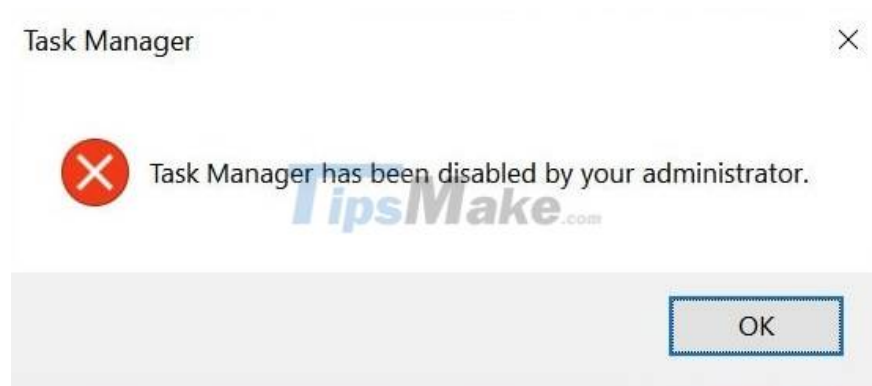 Task Manager
Task Manager has been disabled by your administrator.
TipsMake.com
OK